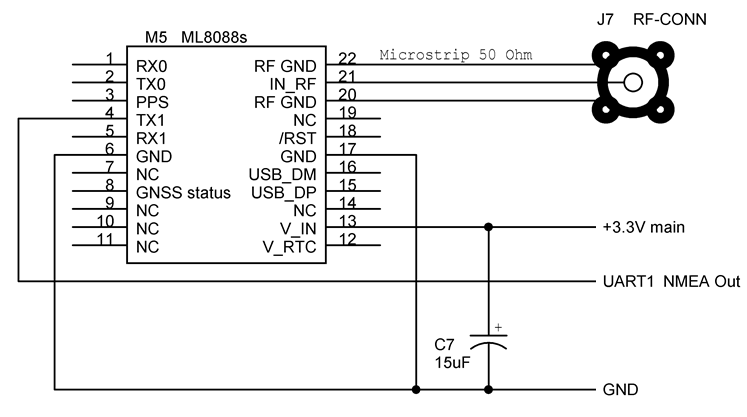 J7 RF-CONN
M5 ML8088s
Microstrip 50 Ohm
1 RX0 RF GND 22
2 TX0 IN_RF 21
3 PPS RF GND 20
4 TX1 NC 19
5 RX1 /RST 18
6 GND GND 17
7 NC USB_DM 16
8 GNSS status USB_DP 15
9 NC NC 14
10 NC V_IN 13
11 NC V_RTC 12
+3.3V main
UART1 NMEA Out
+
C7
15uF
GND